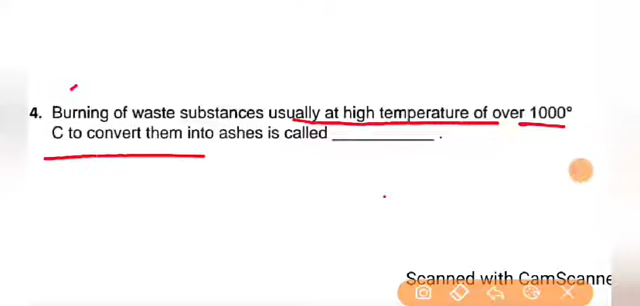 4. Burning of waste substances usually at high temperature of over 1000°
C to convert them into ashes is called __________ .
Scanned with CamScanne